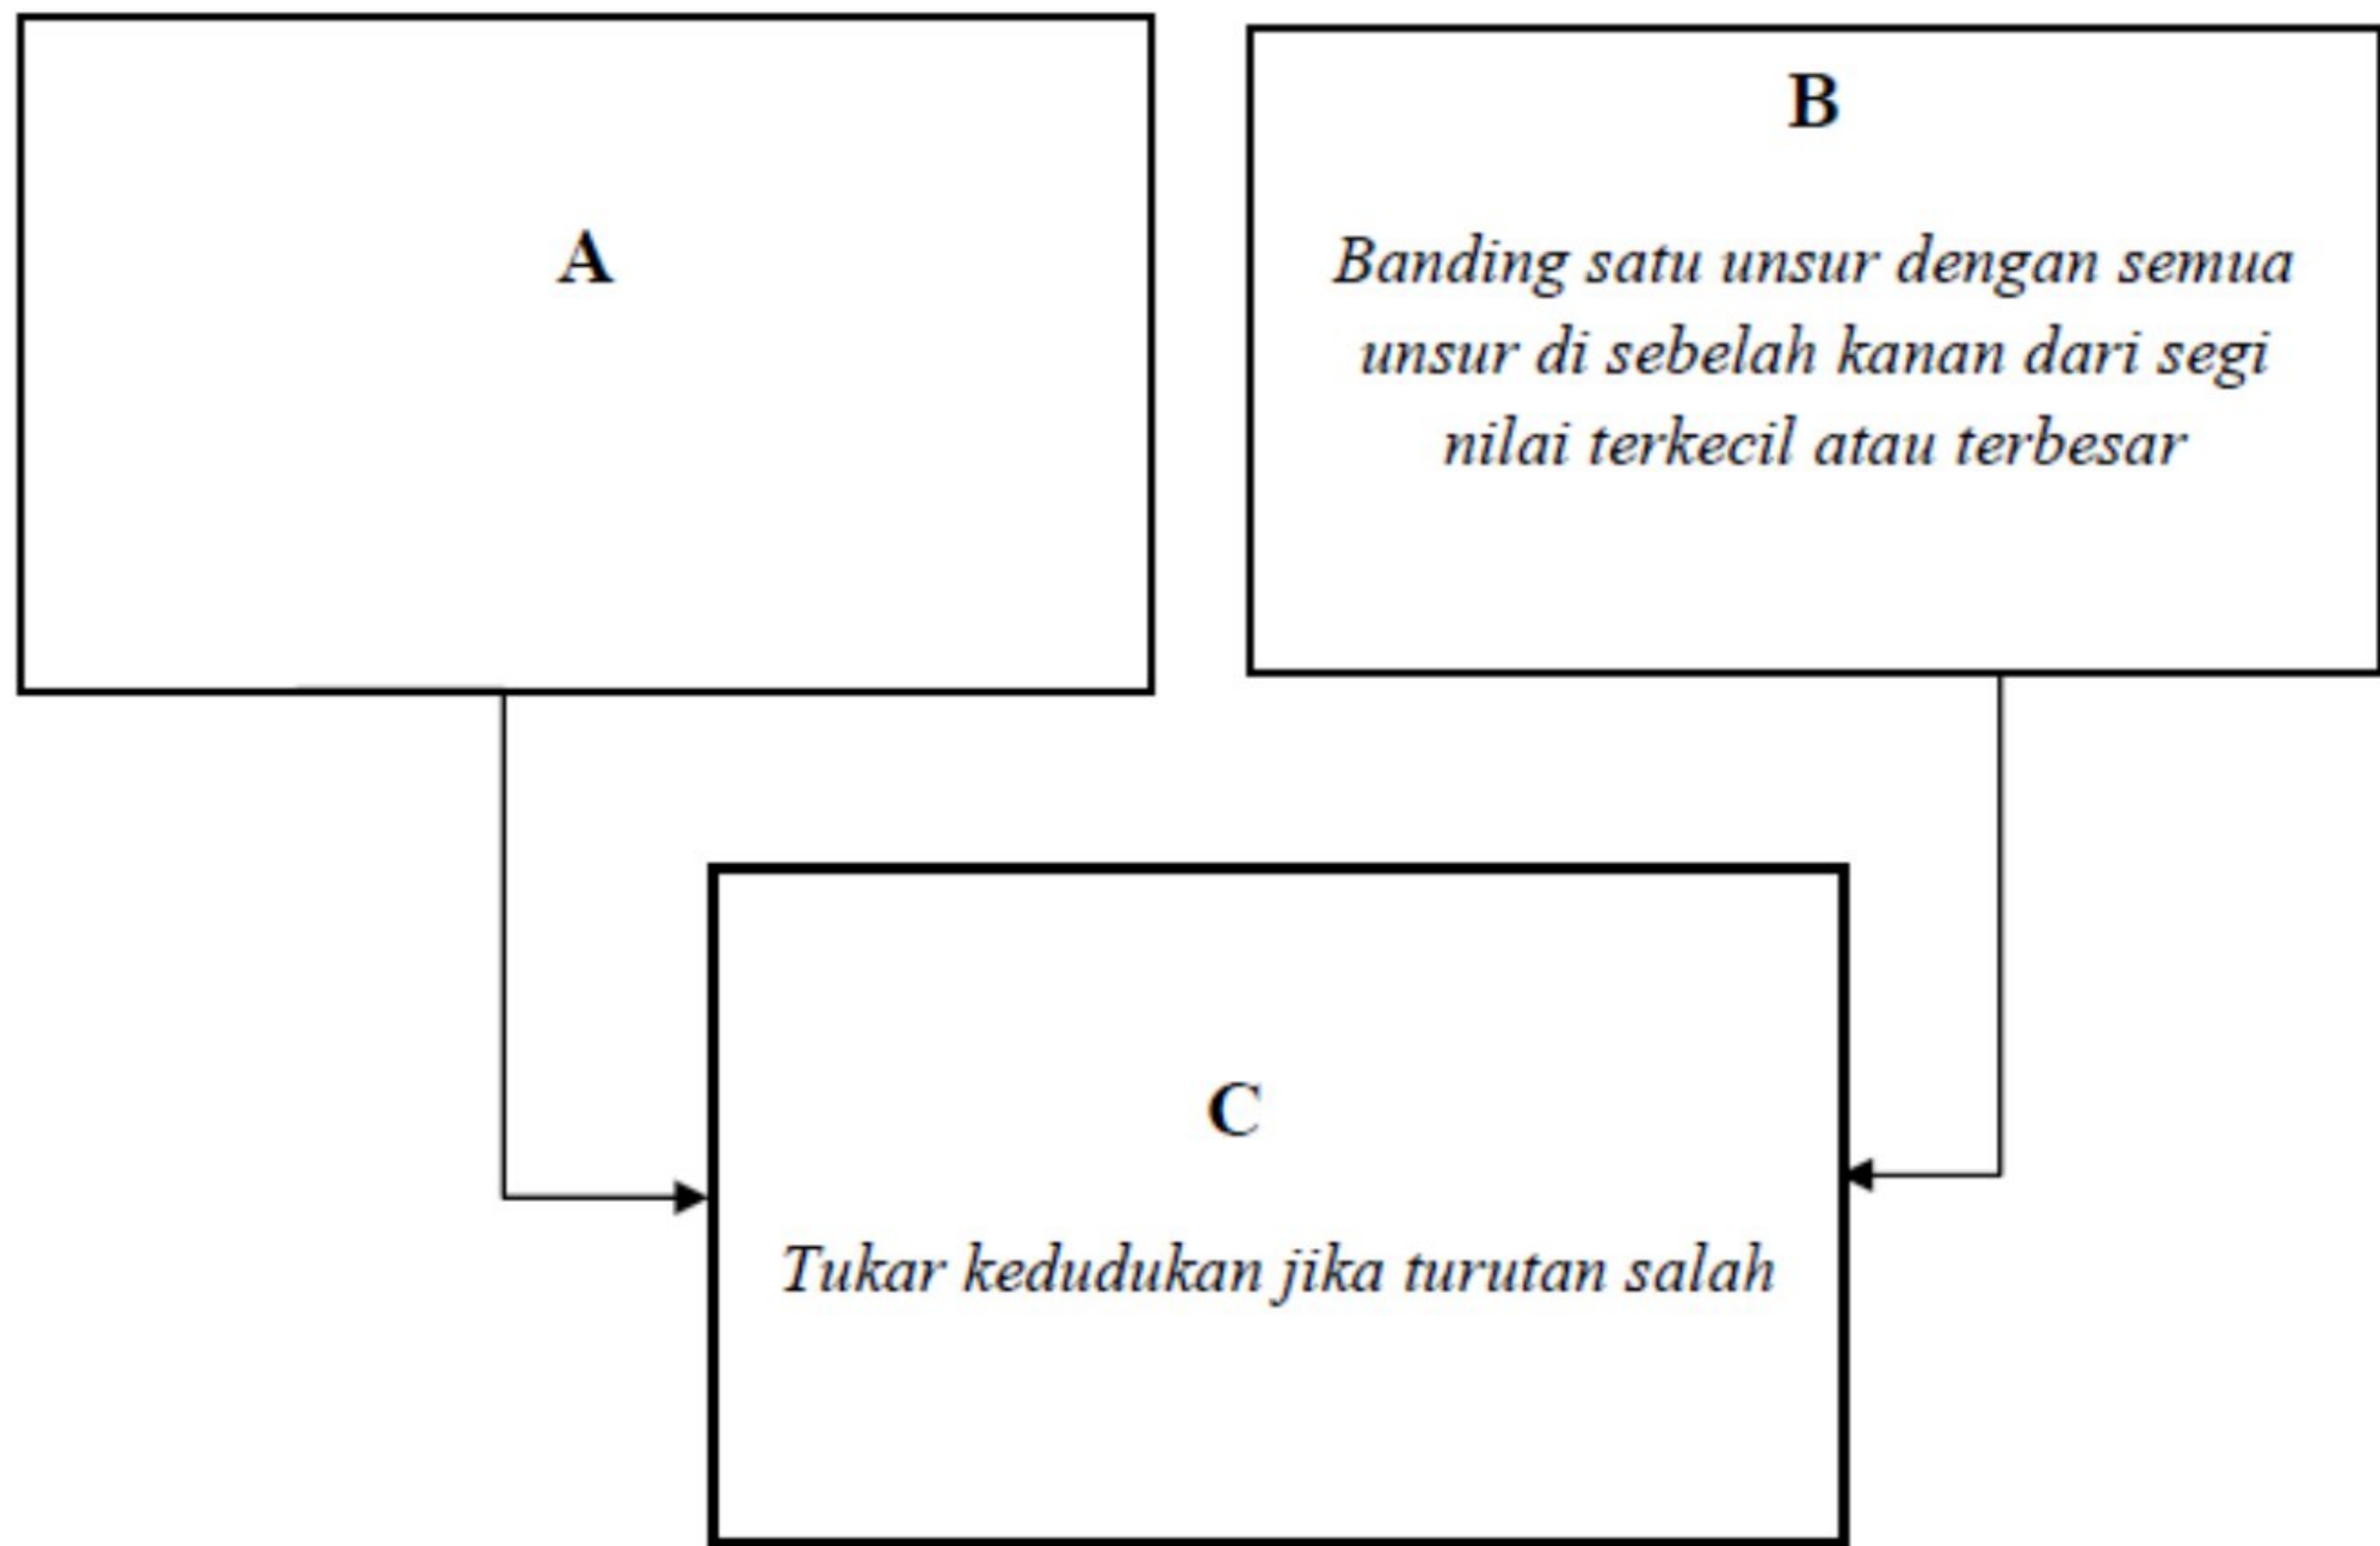 A
B
Banding satu unsur dengan semua
unsur di sebelah kanan dari segi
nilai terkecil atau terbesar
C
Tukar kedudukan jika turutan salah